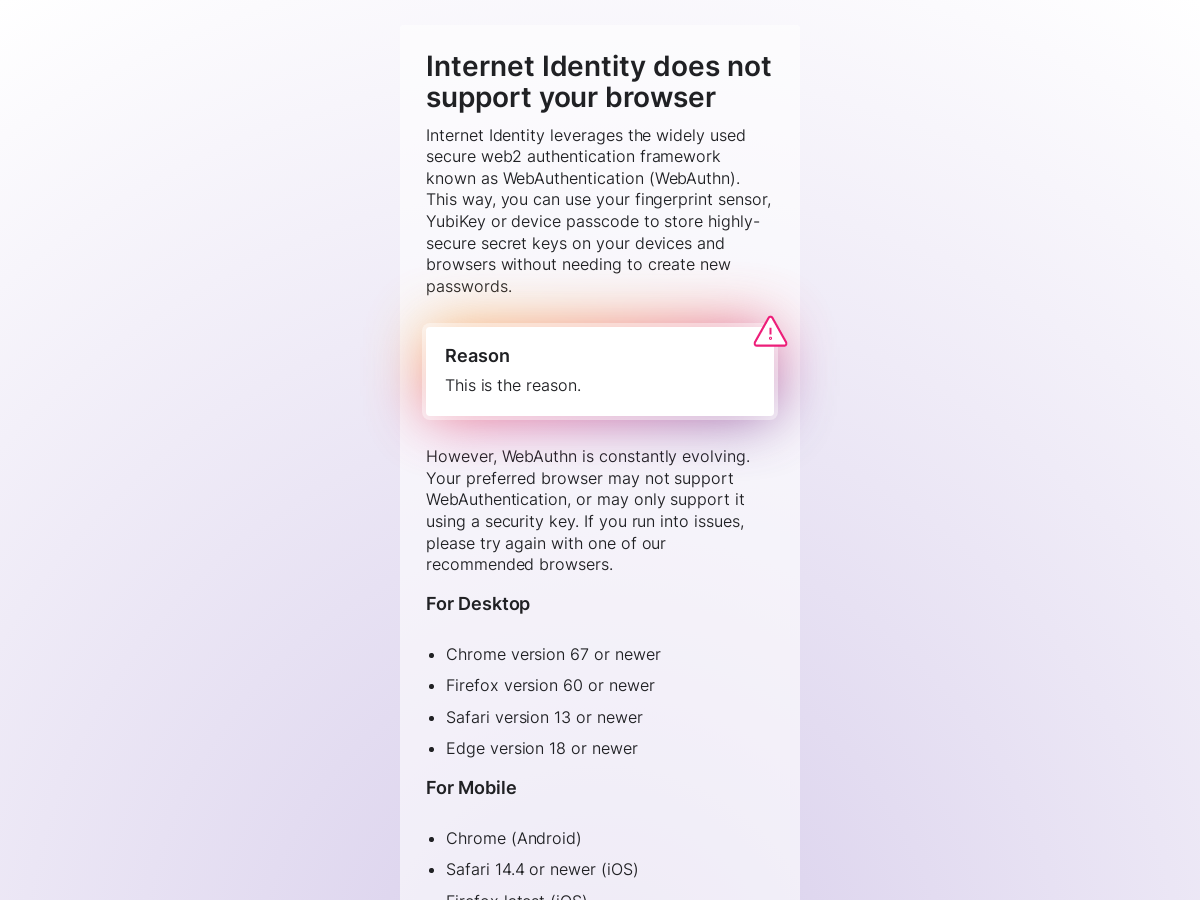 Internet Identity does not
support your browser
Internet Identity leverages the widely used
secure web2 authentication framework
known as WebAuthentication (WebAuthn).
This way, you can use your fingerprint sensor,
YubiKey or device passcode to store highly-
secure secret keys on your devices and
browsers without needing to create new
passwords.
Reason
This is the reason.
However, WebAuthn is constantly evolving.
Your preferred browser may not support
WebAuthentication, or may only support it
using a security key. If you run into issues,
please try again with one of our
recommended browsers.
For Desktop
Chrome version 67 or newer
Firefox version 60 or newer
Safari version 13 or newer
Edge version 18 or newer
For Mobile
Chrome (Android)
Safari 14.4 or newer (iOS)
Firefox latest (iOS)